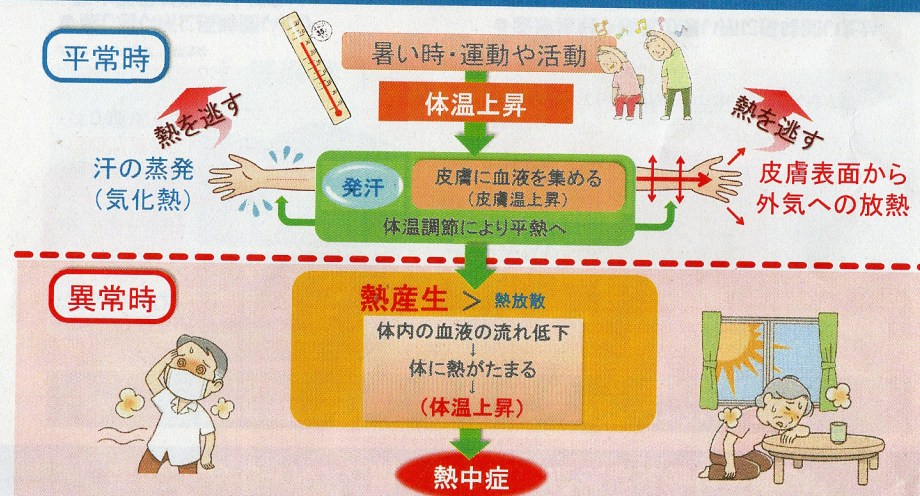 平常時
暑い時・運動や活動
体温上昇
熱を逃す
熱を逃す
汗の蒸発
（気化熱）
発汗
皮膚に血液を集める
（皮膚温上昇）
体温調節により平熱へ
皮膚表面から
外気への放熱
異常時
熱産生 ＞ 熱放散
体内の血液の流れ低下
↓
体に熱がたまる
↓
（体温上昇）
熱中症